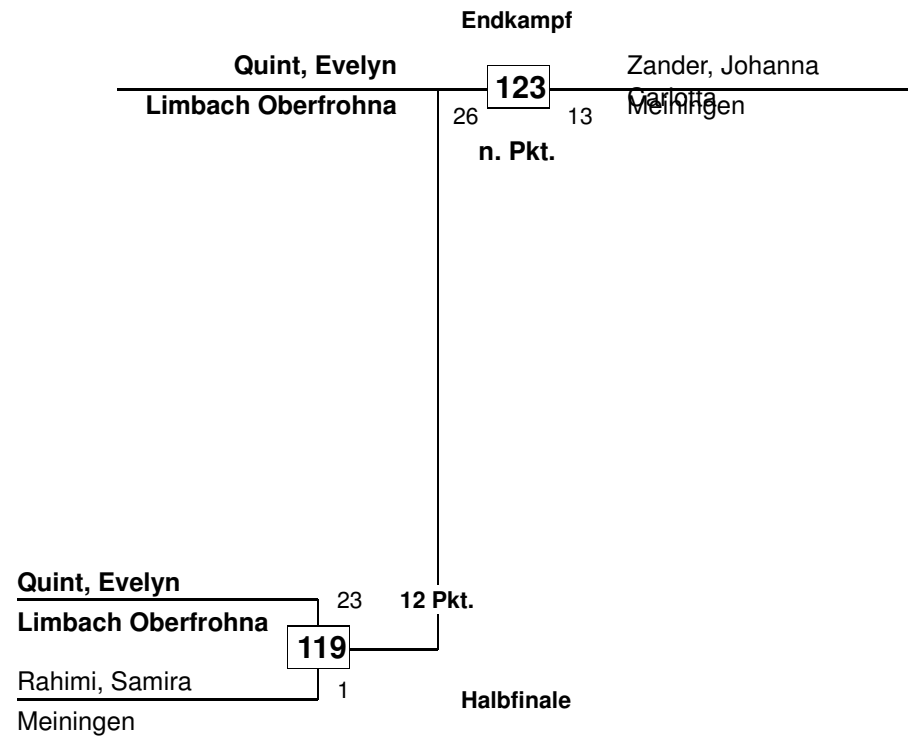 Endkampf
Quint, Evelyn
Limbach Oberfrohna
123
26
13
n. Pkt.
Zander, Johanna
Carlotta
Meiningen
Quint, Evelyn
Limbach Oberfrohna
23
12 Pkt.
119
Rahimi, Samira
Meiningen
1
Halbfinale